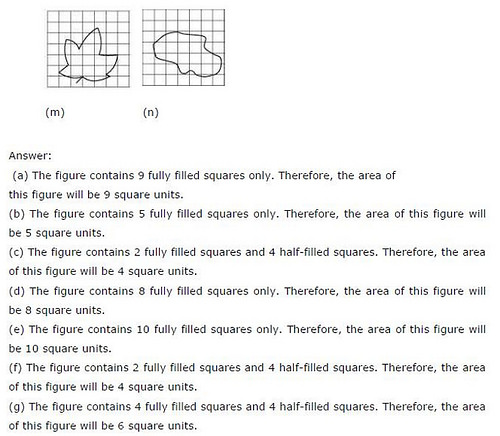 (m) (n)
Answer:
(a) The figure contains 9 fully filled squares only. Therefore, the area of
this figure will be 9 square units.
(b) The figure contains 5 fully filled squares only. Therefore, the area of this figure will
be 5 square units.
(c) The figure contains 2 fully filled squares and 4 half-filled squares. Therefore, the area
of this figure will be 4 square units.
(d) The figure contains 8 fully filled squares only. Therefore, the area of this figure will
be 8 square units.
(e) The figure contains 10 fully filled squares only. Therefore, the area of this figure will
be 10 square units.
(f) The figure contains 2 fully filled squares and 4 half-filled squares. Therefore, the area
of this figure will be 4 square units.
(g) The figure contains 4 fully filled squares and 4 half-filled squares. Therefore, the area
of this figure will be 6 square units.